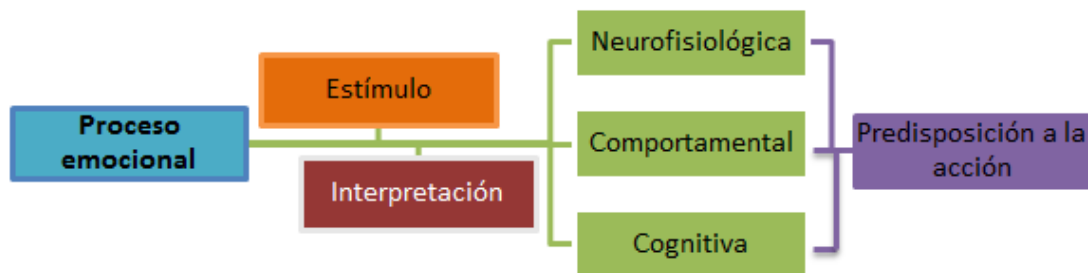 Proceso
emocional
Estímulo
Interpretación
Neurofisiológica
Comportamental
Cognitiva
Predisposición a la
acción